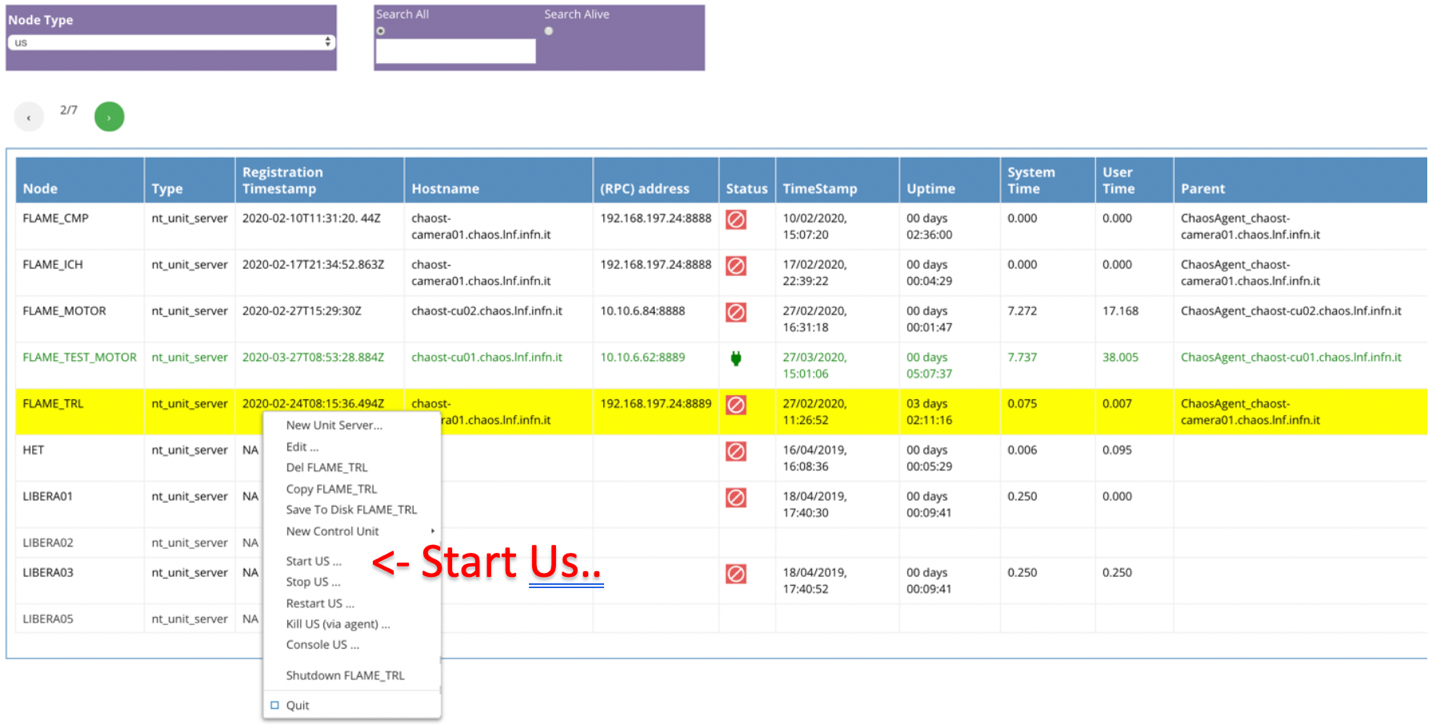 Node Type
us
Search All
Search Alive
‹
2/7
›
Node Type Registration Timestamp Hostname (RPC) address Status TimeStamp Uptime System Time User Time Parent
FLAME_CMP nt_unit_server 2020-02-10T11:31:20. 44Z chaost- 192.168.197.24:8888 10/02/2020, 00 days 0.000 0.000 ChaosAgent_chaost-
camera01.chaos.lnf.infn.it 15:07:20 02:36:00 camera01.chaos.lnf.infn.it
FLAME_ICH nt_unit_server 2020-02-17T21:34:52.863Z chaost- 192.168.197.24:8888 17/02/2020, 00 days 0.000 0.000 ChaosAgent_chaost-
camera01.chaos.lnf.infn.it 22:39:22 00:04:29 camera01.chaos.lnf.infn.it
FLAME_MOTOR nt_unit_server 2020-02-27T15:29:30Z chaost-cu02.chaos.lnf.infn.it 10.10.6.84:8888 27/02/2020, 00 days 7.272 17.168 ChaosAgent_chaost-cu02.chaos.lnf.infn.it
16:31:18 00:01:47
FLAME_TEST_MOTOR nt_unit_server 2020-03-27T08:53:28.884Z chaost-cu01.chaos.lnf.infn.it 10.10.6.62:8889 27/03/2020, 00 days 7.737 38.005 ChaosAgent_chaost-cu01.chaos.lnf.infn.it
15:01:06 05:07:37
FLAME_TRL nt_unit_server 2020-02-24T08:15:36.494Z chaost- 192.168.197.24:8889 27/02/2020, 03 days 0.075 0.007 ChaosAgent_chaost-
ra01.chaos.lnf.infn.it 11:26:52 02:11:16 camera01.chaos.lnf.infn.it
HET nt_unit_server NA 16/04/2019, 00 days 0.006 0.095
16:08:36 00:05:29
LIBERA01 nt_unit_server NA 18/04/2019, 00 days 0.250 0.000
17:40:30 00:09:41
LIBERA02 nt_unit_server NA
LIBERA03 nt_unit_server NA 18/04/2019, 00 days 0.250 0.250
17:40:52 00:09:41
LIBERA05 nt_unit_server NA
New Unit Server...
Edit ...
Del FLAME_TRL
Copy FLAME_TRL
Save To Disk FLAME_TRL
New Control Unit
Start US ...
Stop US ...
Restart US ...
Kill US (via agent) ...
Console US ...
Shutdown FLAME_TRL
Quit
<- Start Us..